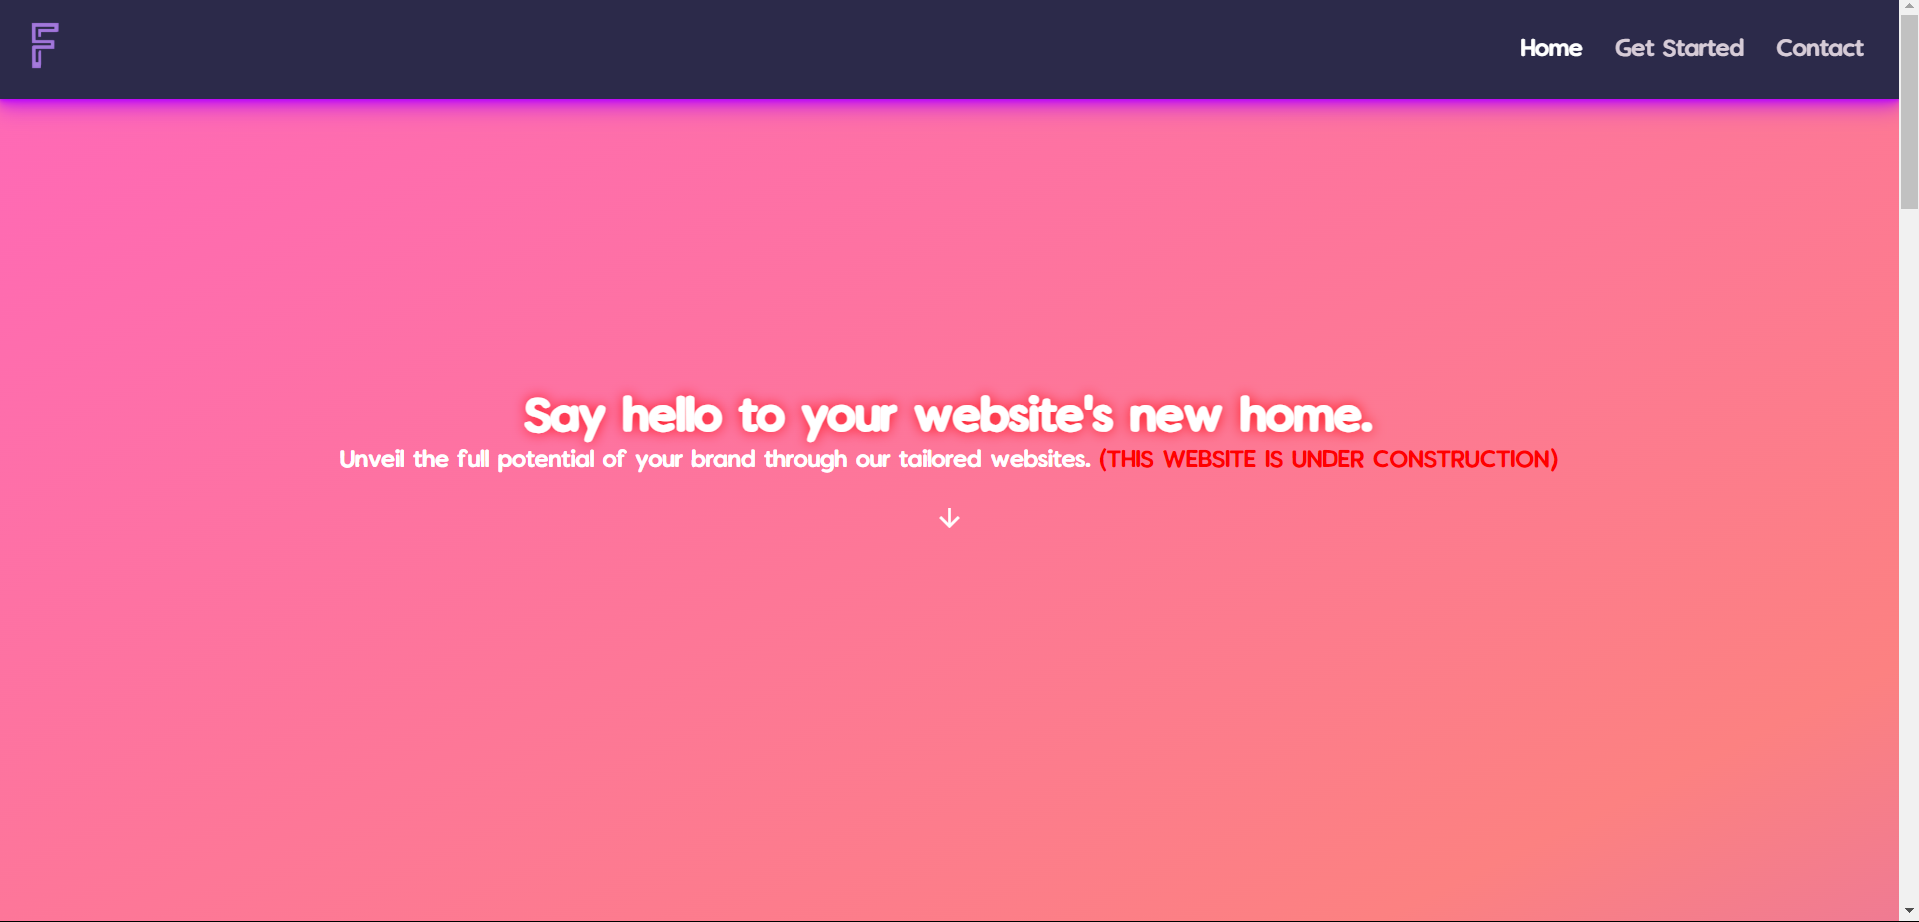 F
Home Get Started Contact
Say hello to your website's new home.
Unveil the full potential of your brand through our tailored websites. (THIS WEBSITE IS UNDER CONSTRUCTION)